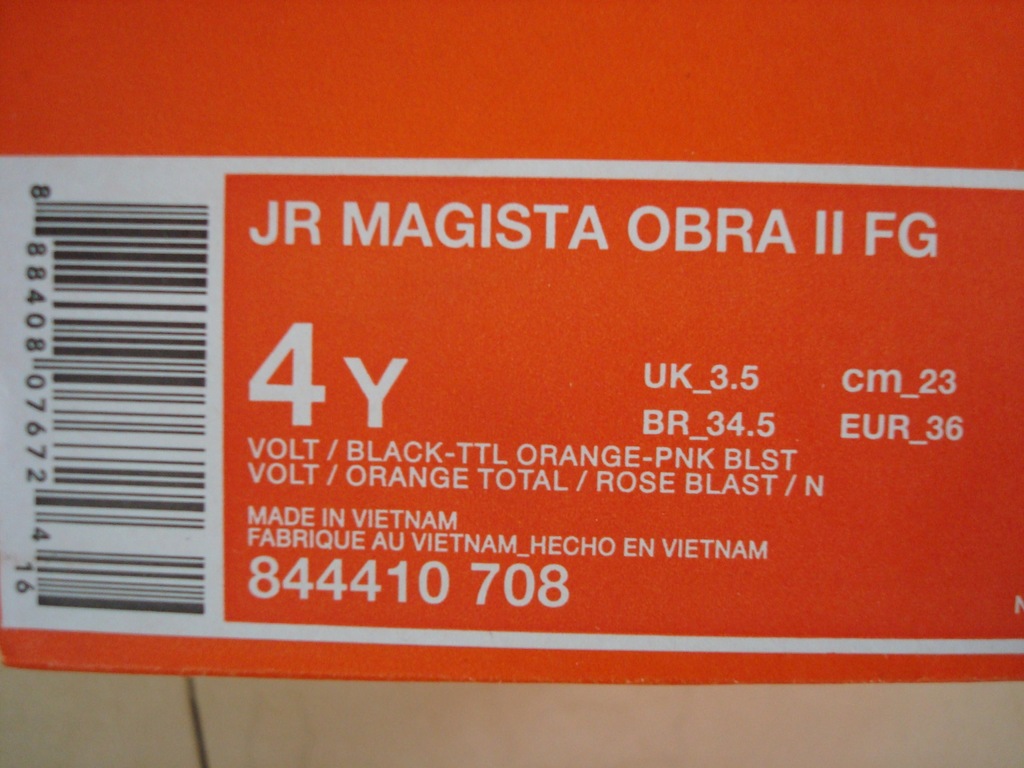 JR MAGISTA OBRA II FG
4 Y
UK_3.5 cm_23
BR_34.5 EUR_36
VOLT / BLACK-TTL ORANGE-PNK BLST
VOLT / ORANGE TOTAL / ROSE BLAST / N
MADE IN VIETNAM
FABRIQUE AU VIETNAM_HECHO EN VIETNAM
844410 708
8 88408 07672 4 16